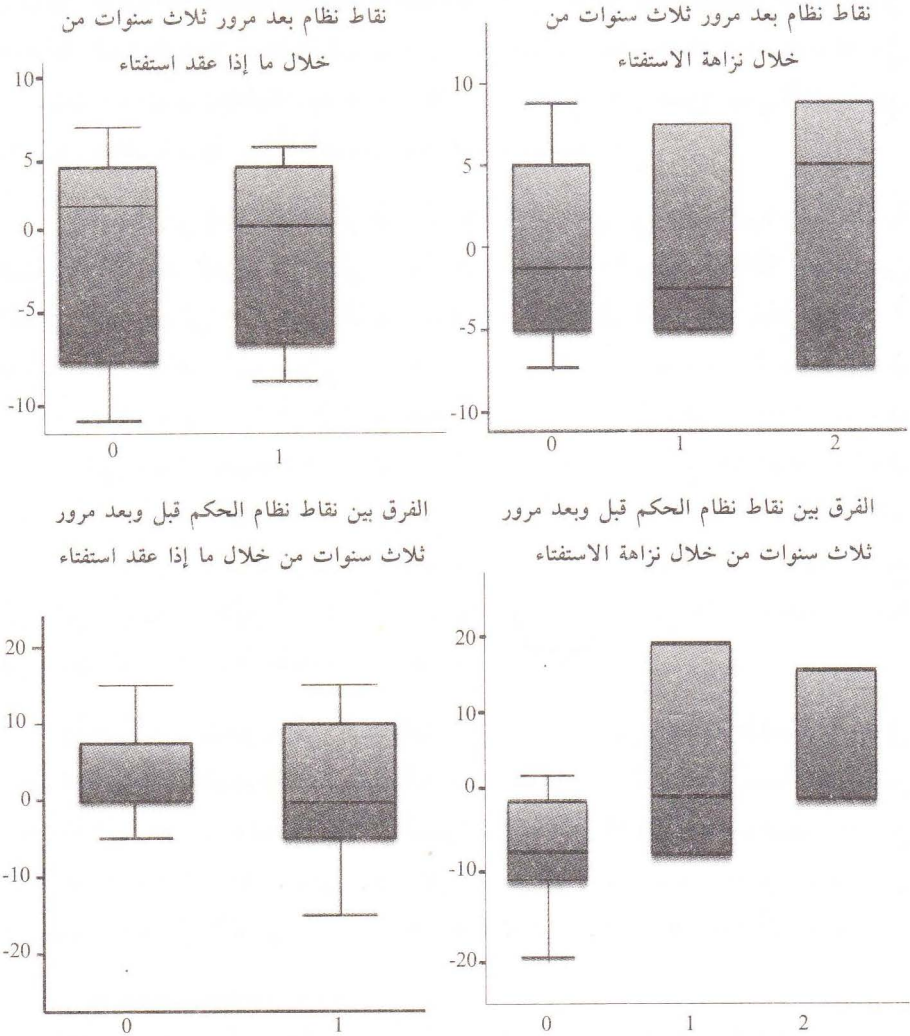 نقاط نظام بعد مرور ثلاث سنوات من
خلال نزاهة الاستفتاء
10
5
0
-5
-10
0 1 2
نقاط نظام بعد مرور ثلاث سنوات من
خلال ما إذا عقد استفتاء
10
5
0
-5
-10
0 1
الفرق بين نقاط نظام الحكم قبل وبعد مرور
ثلاث سنوات من خلال نزاهة الاستفتاء
20
10
0
-10
-20
0 1 2
الفرق بين نقاط نظام الحكم قبل وبعد مرور
ثلاث سنوات من خلال ما إذا عقد استفتاء
20
10
0
-10
-20
0 1